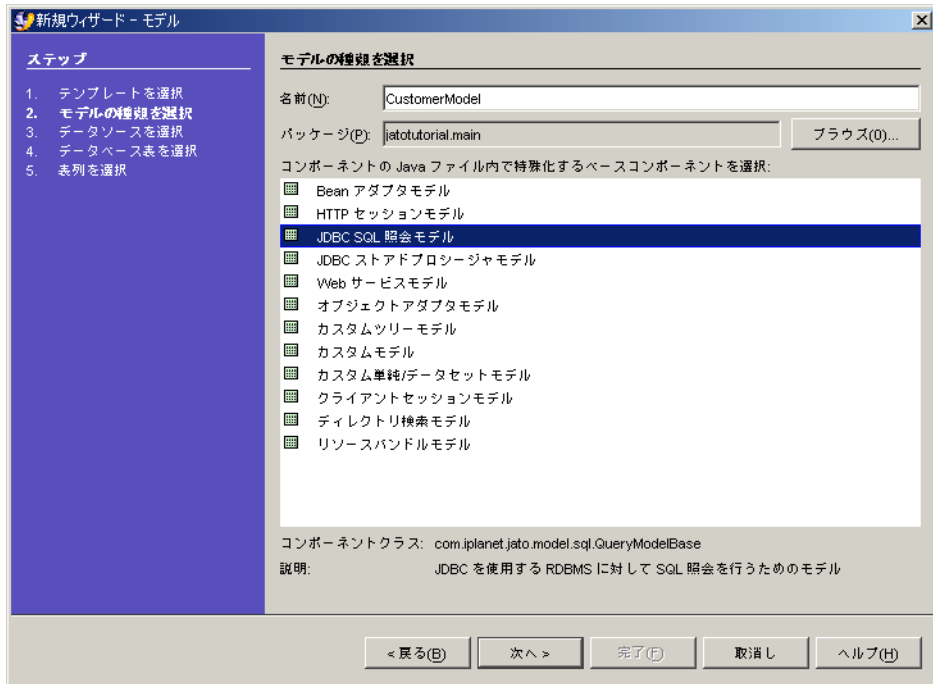 新規ウィザード - モデル
ステップ
1. テンプレートを選択
2. モデルの種類を選択
3. データソースを選択
4. データベース表を選択
5. 表列を選択
モデルの種類を選択
名前(N): CustomerModel
パッケージ(P): jatotutorial.main ブラウズ(O)...
コンポーネントの Java ファイル内で特殊化するベースコンポーネントを選択:
Bean アダプタモデル
HTTP セッションモデル
JDBC SQL 照会モデル
JDBC ストアドプロシージャモデル
Web サービスモデル
オブジェクトアダプタモデル
カスタムツリーモデル
カスタムモデル
カスタム単純/データセットモデル
クライアントセッションモデル
ディレクトリ検索モデル
リソースバンドルモデル
コンポーネントクラス: com.iplanet.jato.model.sql.QueryModelBase
説明: JDBC を使用する RDBMS に対して SQL 照会を行うためのモデル
< 戻る(B) 次へ > 完了(F) 取消し ヘルプ(H)